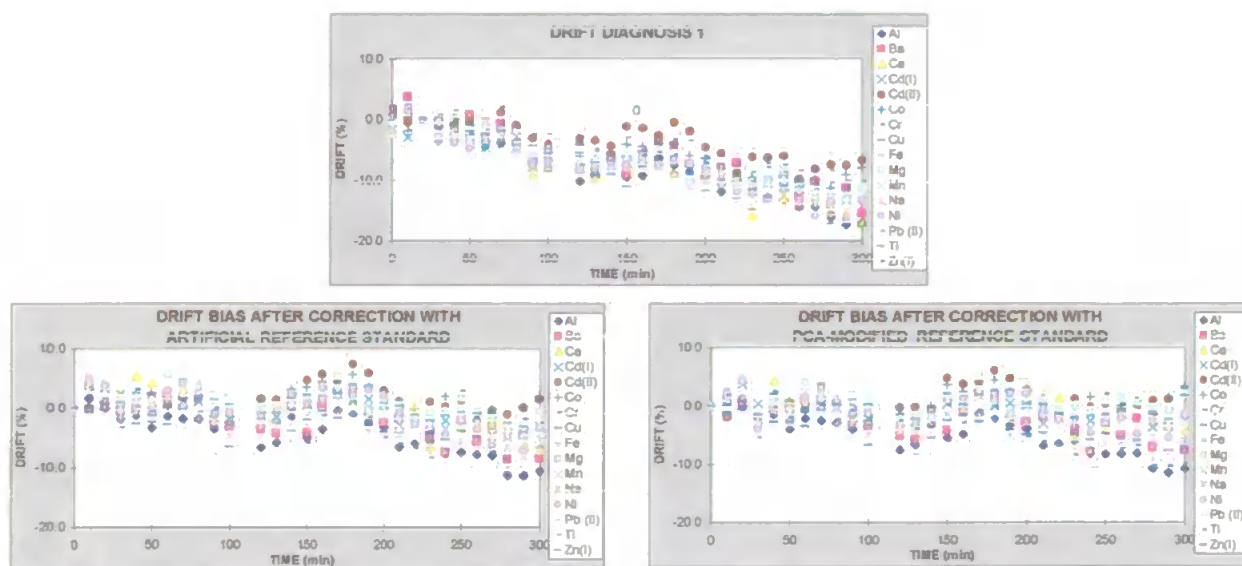 DRIFT DIAGNOSIS 1
10.0
0.0
-10.0
-20.0
DRIFT (%)
0
50
100
150
200
250
300
TIME (min)
Al
Ba
Ca
Cd(I)
Cd(II)
Co
Cr
Cu
Fe
Mg
Mn
Na
Ni
Pb (II)
Ti
Zn(I)
DRIFT BIAS AFTER CORRECTION WITH
ARTIFICIAL REFERENCE STANDARD
10.0
0.0
-10.0
-20.0
DRIFT (%)
0
50
100
150
200
250
300
TIME (min)
Al
Ba
Ca
Cd(I)
Cd(II)
Co
Cr
Cu
Fe
Mg
Mn
Na
Ni
Pb (II)
Ti
Zn(I)
DRIFT BIAS AFTER CORRECTION WITH
PCA-MODIFIED REFERENCE STANDARD
10.0
0.0
-10.0
-20.0
DRIFT (%)
0
50
100
150
200
250
300
TIME (min)
Al
Ba
Ca
Cd(I)
Cd(II)
Co
Cr
Cu
Fe
Mg
Mn
Na
Ni
Pb (II)
Ti
Zn(I)